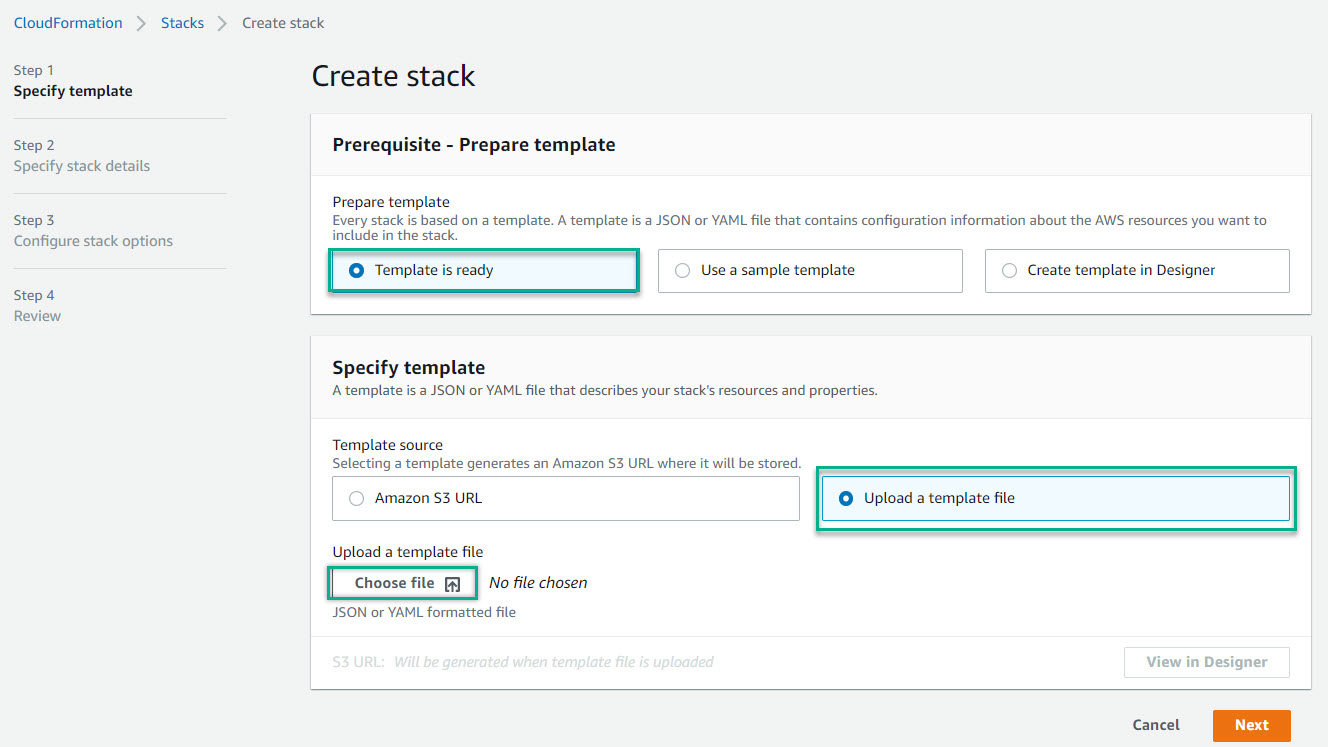 CloudFormation > Stacks > Create stack
Step 1
Specify template
Step 2
Specify stack details
Step 3
Configure stack options
Step 4
Review
Create stack
Prerequisite - Prepare template
Prepare template
Every stack is based on a template. A template is a JSON or YAML file that contains configuration information about the AWS resources you want to
include in the stack.
Template is ready
Use a sample template
Create template in Designer
Specify template
A template is a JSON or YAML file that describes your stack's resources and properties.
Template source
Selecting a template generates an Amazon S3 URL where it will be stored.
Amazon S3 URL
Upload a template file
Upload a template file
Choose file No file chosen
JSON or YAML formatted file
S3 URL: Will be generated when template file is uploaded
View in Designer
Cancel
Next